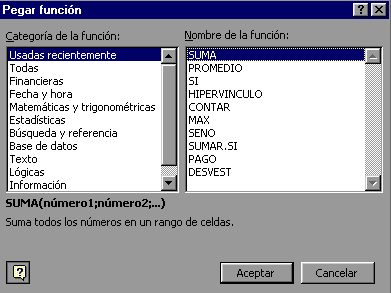 Pegar función
Categoría de la función:
Usadas recientemente
Todas
Financieras
Fecha y hora
Matemáticas y trigonométricas
Estadísticas
Búsqueda y referencia
Base de datos
Texto
Lógicas
Información
Nombre de la función:
SUMA
PROMEDIO
SI
HIPERVINCULO
CONTAR
MAX
SENO
SUMAR.SI
PAGO
DESVEST
SUMA(número1;número2;...)
Suma todos los números en un rango de celdas.
Aceptar
Cancelar